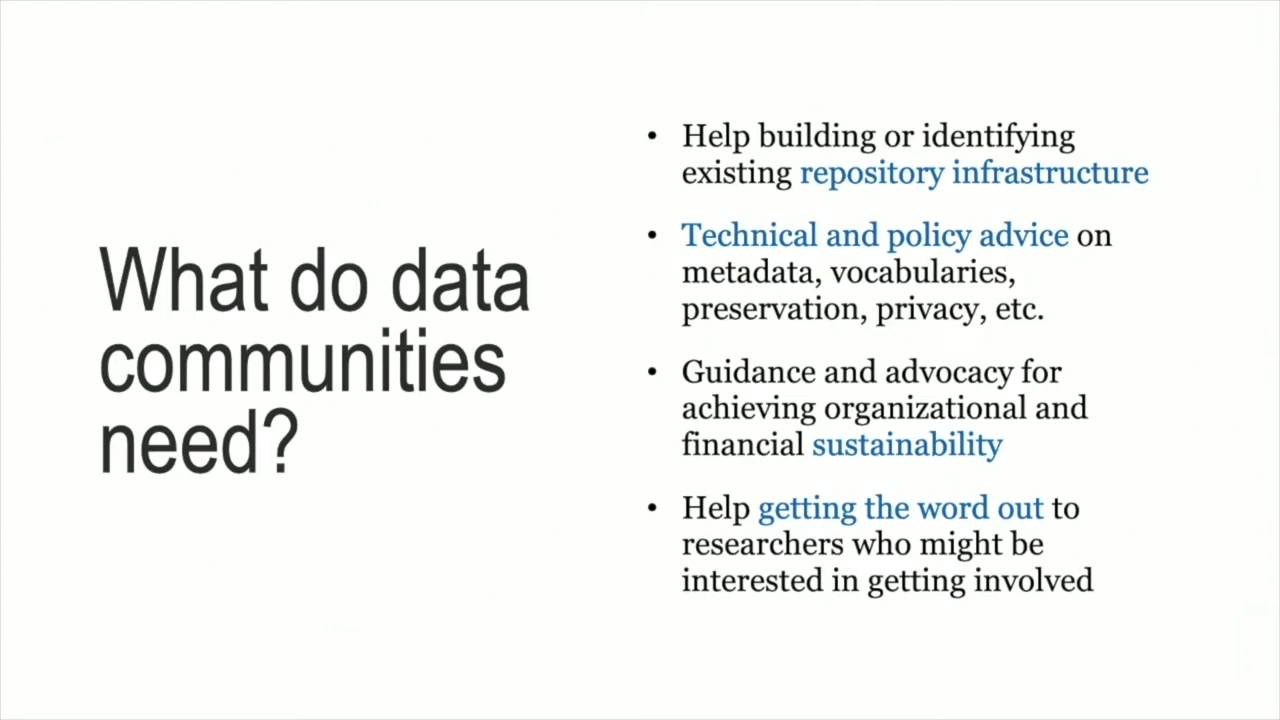 What do data
communities
need?
• Help building or identifying
existing repository infrastructure
• Technical and policy advice on
metadata, vocabularies,
preservation, privacy, etc.
• Guidance and advocacy for
achieving organizational and
financial sustainability
• Help getting the word out to
researchers who might be
interested in getting involved